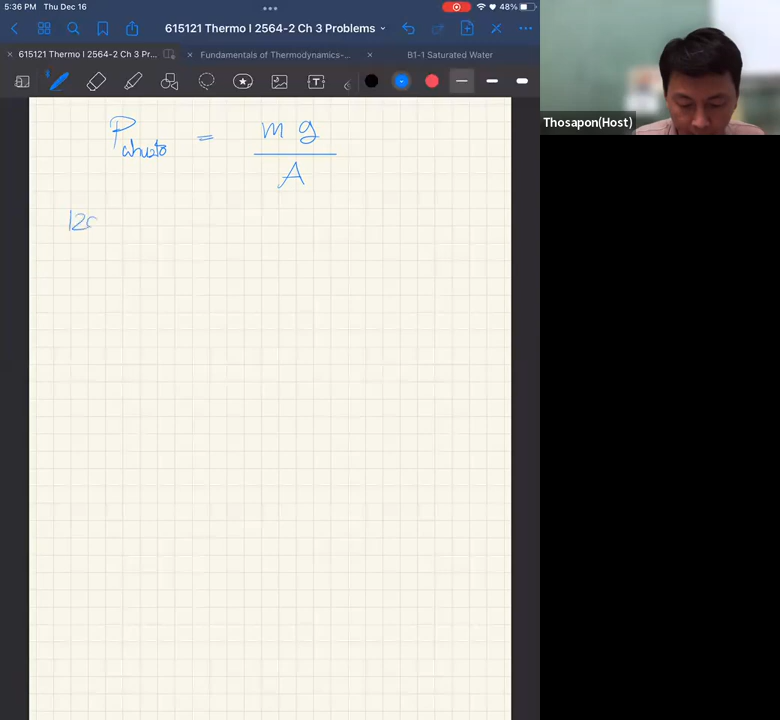 5:36 PM Thu Dec 16
48%
615121 Thermo I 2564-2 Ch 3 Problems
615121 Thermo I 2564-2 Ch 3 Pr...
Fundamentals of Thermodynamics-...
B1-1 Saturated Water
Thosapon(Host)
P = m g
A